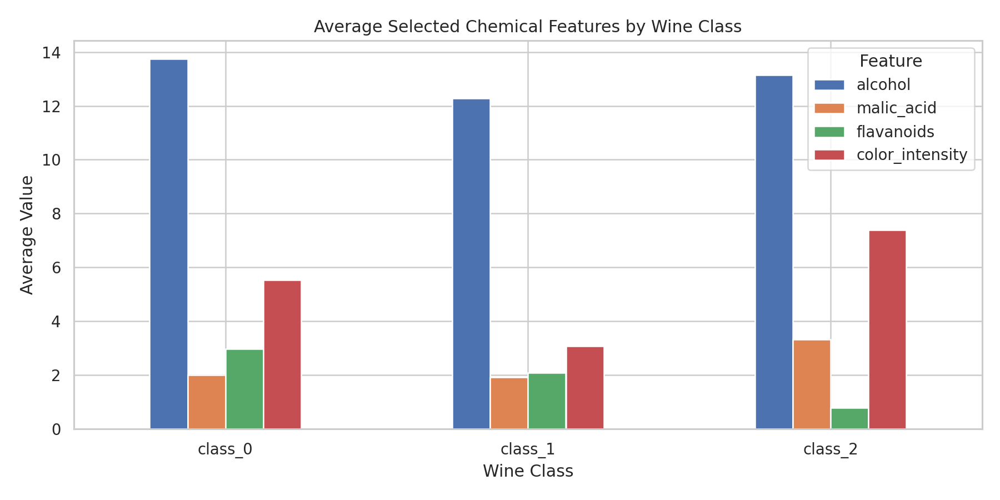 Average Selected Chemical Features by Wine Class
Average Value
14
12
10
8
6
4
2
0
Feature
alcohol
malic_acid
flavanoids
color_intensity
class_0
class_1
class_2
Wine Class